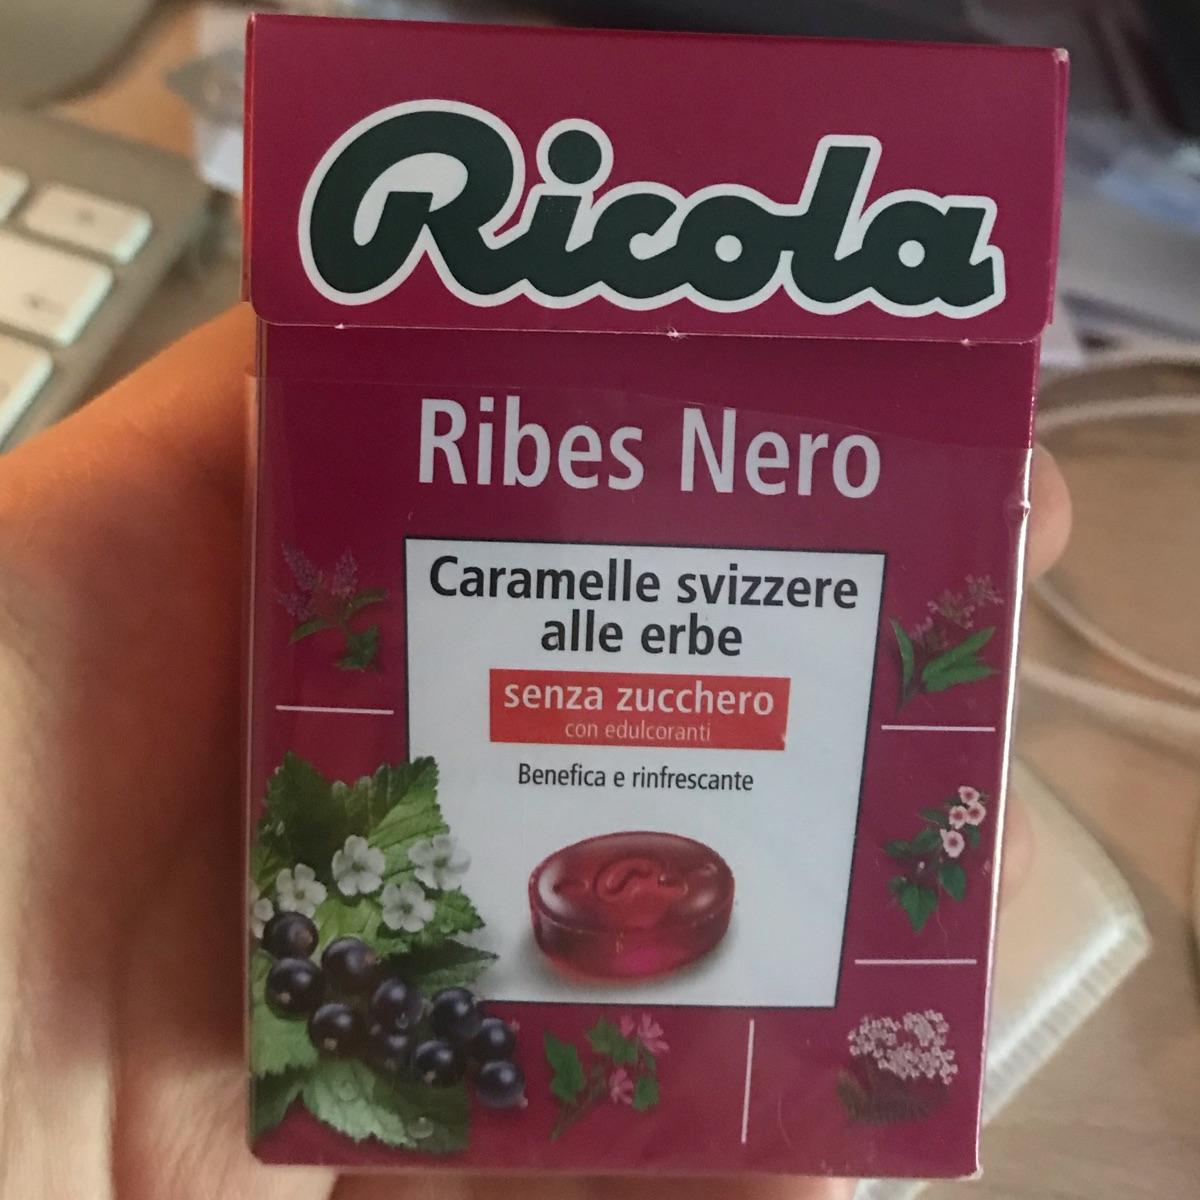 Ricola
Ribes Nero
Caramelle svizzere
alle erbe
senza zucchero
con edulcoranti
Benefica e rinfrescante